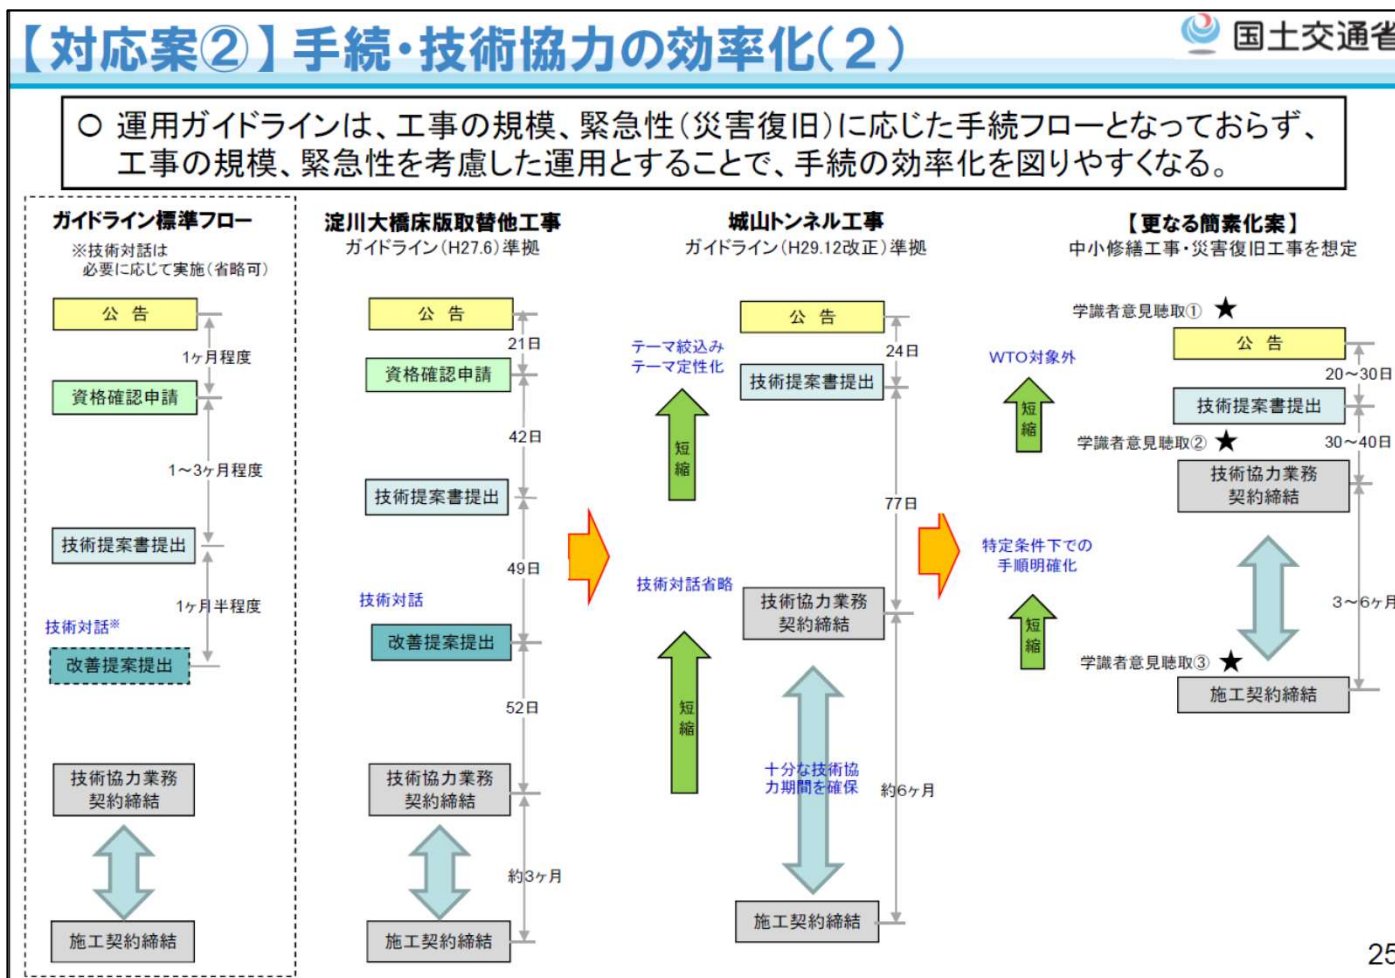 【対応案②】手続・技術協力の効率化(2)
国土交通省
○ 運用ガイドラインは、工事の規模、緊急性(災害復旧)に応じた手続フローとなっておらず、
工事の規模、緊急性を考慮した運用とすることで、手続の効率化を図りやすくなる。
ガイドライン標準フロー
※技術対話は
必要に応じて実施(省略可)
公 告
1ヶ月程度
資格確認申請
1~3ヶ月程度
技術提案書提出
1ヶ月半程度
技術対話※
改善提案提出
技術協力業務
契約締結
施工契約締結
淀川大橋床版取替他工事
ガイドライン(H27.6)準拠
公 告
21日
資格確認申請
42日
技術提案書提出
49日
技術対話
改善提案提出
52日
技術協力業務
契約締結
約3ヶ月
施工契約締結
城山トンネル工事
ガイドライン(H29.12改正)準拠
公 告
テーマ絞込み
テーマ定性化
24日
技術提案書提出
短縮
77日
技術対話省略
技術協力業務
契約締結
短縮
十分な技術協
力期間を確保
約6ヶ月
施工契約締結
【更なる簡素化案】
中小修繕工事・災害復旧工事を想定
学識者意見聴取① ★
公 告
WTO対象外
20~30日
技術提案書提出
短縮
学識者意見聴取② ★
30~40日
技術協力業務
契約締結
特定条件下での
手順明確化
3~6ヶ月
短縮
学識者意見聴取③ ★
施工契約締結
25